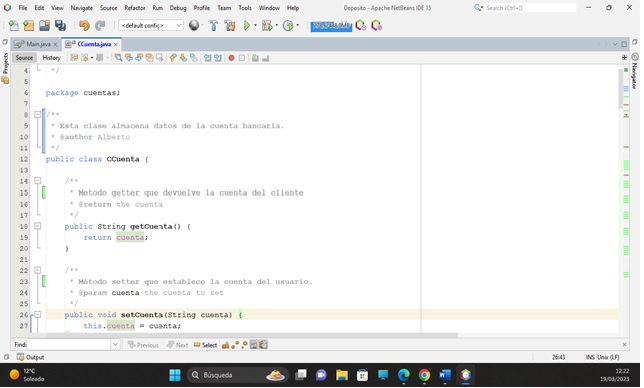 File Edit View Navigate Source Refactor Run Debug Profile Team Tools Window Help Deposito - Apache NetBeans IDE 15 Search (Ctrl+I)
<default config>
Main.java CCuenta.java
Source History
Projects
Navigator
4 */
5
6 package cuentas;
7
8 /**
9 * Esta clase almacena datos de la cuenta bancaria.
10 * @author Alberto
11 */
12 public class CCuenta {
13
14 /**
15 * Metodo getter que devuelve la cuenta del cliente
16 * @return the cuenta
17 */
18 public String getCuenta() {
19 return cuenta;
20 }
21
22 /**
23 * Método setter que establece la cuenta del usuario.
24 * @param cuenta the cuenta to set
25 */
26 public void setCuenta(String cuenta) {
27 this.cuenta = cuenta;
Find: Previous Next Select
Output 26:43 INS Unix (LF)
12°C
Soleado
Búsqueda
12:22
19/03/2023